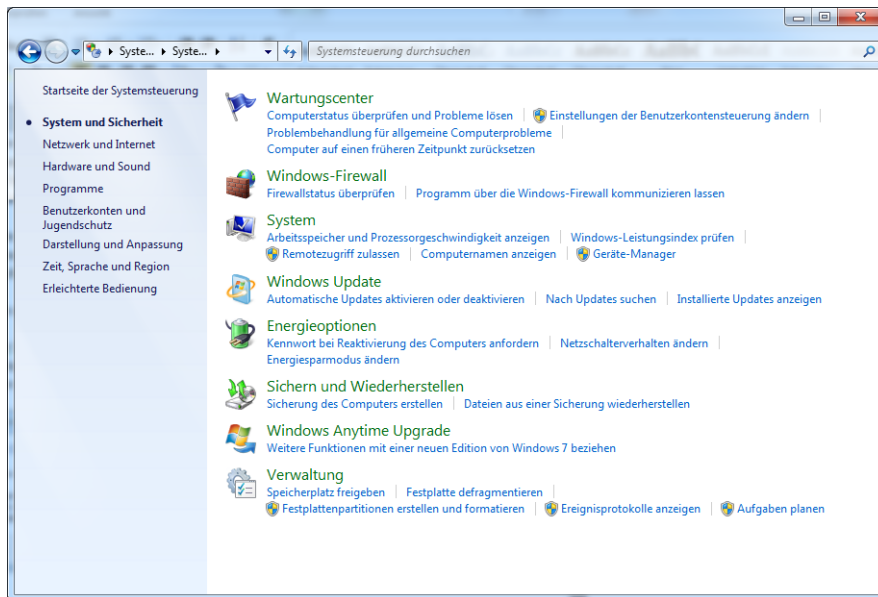 Syste... Syste...
Systemsteuerung durchsuchen
Startseite der Systemsteuerung
System und Sicherheit
Netzwerk und Internet
Hardware und Sound
Programme
Benutzerkonten und
Jugendschutz
Darstellung und Anpassung
Zeit, Sprache und Region
Erleichterte Bedienung
Wartungscenter
Computerstatus überprüfen und Probleme lösen Einstellungen der Benutzerkontensteuerung ändern
Problembehandlung für allgemeine Computerprobleme
Computer auf einen früheren Zeitpunkt zurücksetzen
Windows-Firewall
Firewallstatus überprüfen Programm über die Windows-Firewall kommunizieren lassen
System
Arbeitsspeicher und Prozessorgeschwindigkeit anzeigen Windows-Leistungsindex prüfen
Remotezugriff zulassen Computernamen anzeigen Geräte-Manager
Windows Update
Automatische Updates aktivieren oder deaktivieren Nach Updates suchen Installierte Updates anzeigen
Energieoptionen
Kennwort bei Reaktivierung des Computers anfordern Netzschalterverhalten ändern
Energiesparmodus ändern
Sichern und Wiederherstellen
Sicherung des Computers erstellen Dateien aus einer Sicherung wiederherstellen
Windows Anytime Upgrade
Weitere Funktionen mit einer neuen Edition von Windows 7 beziehen
Verwaltung
Speicherplatz freigeben Festplatte defragmentieren
Festplattenpartitionen erstellen und formatieren Ereignisprotokolle anzeigen Aufgaben planen